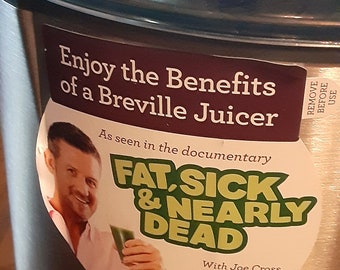 Enjoy the Benefits
of a Breville Juicer
REMOVE
BEFORE
USE
As seen in the documentary
FAT, SICK
& NEARLY
DEAD
With Joe Cross